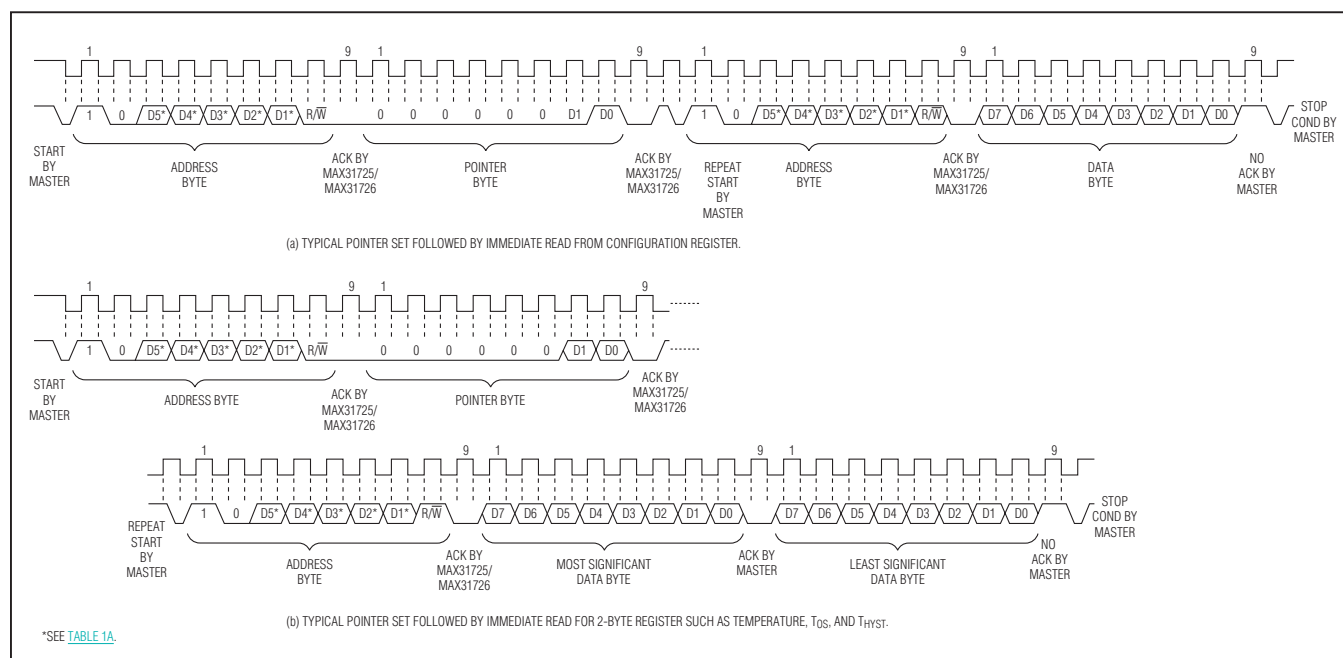 1 9 1 9 1 9 1 9
1 0 D5* D4* D3* D2* D1* R/W̅ 0 0 0 0 0 0 D1 D0 1 0 D5* D4* D3* D2* D1* R/W̅ D7 D6 D5 D4 D3 D2 D1 D0
START
BY
MASTER
ADDRESS
BYTE
ACK BY
MAX31725/
MAX31726
POINTER
BYTE
ACK BY
MAX31725/
MAX31726
REPEAT
START
BY
MASTER
ADDRESS
BYTE
ACK BY
MAX31725/
MAX31726
DATA
BYTE
NO
ACK BY
MASTER
STOP
COND BY
MASTER
(a) TYPICAL POINTER SET FOLLOWED BY IMMEDIATE READ FROM CONFIGURATION REGISTER.
1 9 1 9
1 0 D5* D4* D3* D2* D1* R/W̅ 0 0 0 0 0 0 D1 D0
START
BY
MASTER
ADDRESS BYTE
ACK BY
MAX31725/
MAX31726
POINTER BYTE
ACK BY
MAX31725/
MAX31726
1 9 1 9 1 9
1 0 D5* D4* D3* D2* D1* R/W̅ D7 D6 D5 D4 D3 D2 D1 D0 D7 D6 D5 D4 D3 D2 D1 D0
REPEAT
START
BY
MASTER
ADDRESS
BYTE
ACK BY
MAX31725/
MAX31726
MOST SIGNIFICANT
DATA BYTE
ACK BY
MASTER
LEAST SIGNIFICANT
DATA BYTE
NO
ACK BY
MASTER
STOP
COND BY
MASTER
(b) TYPICAL POINTER SET FOLLOWED BY IMMEDIATE READ FOR 2-BYTE REGISTER SUCH AS TEMPERATURE, TOS, AND THYST.
*SEE TABLE 1A.